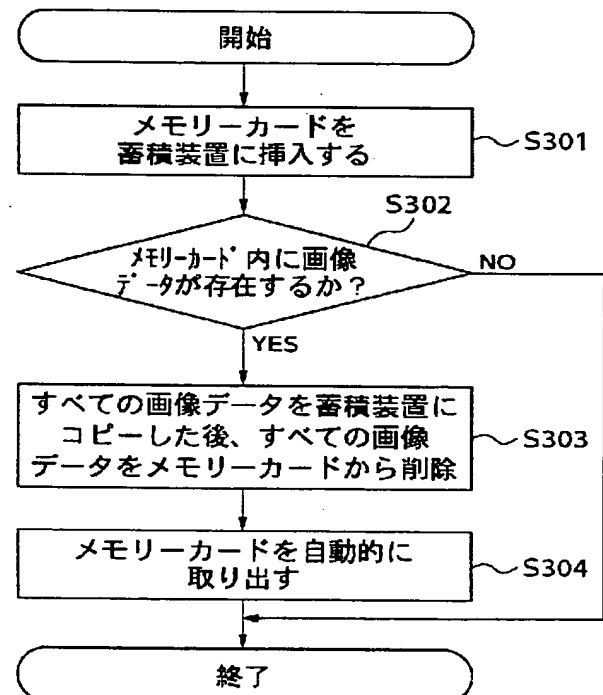 開始
メモリーカードを
蓄積装置に挿入する
S301
S302
メモリーカード内に画像
データが存在するか？
NO
YES
すべての画像データを蓄積装置に
コピーした後、すべての画像
データをメモリーカードから削除
S303
メモリーカードを自動的に
取り出す
S304
終了